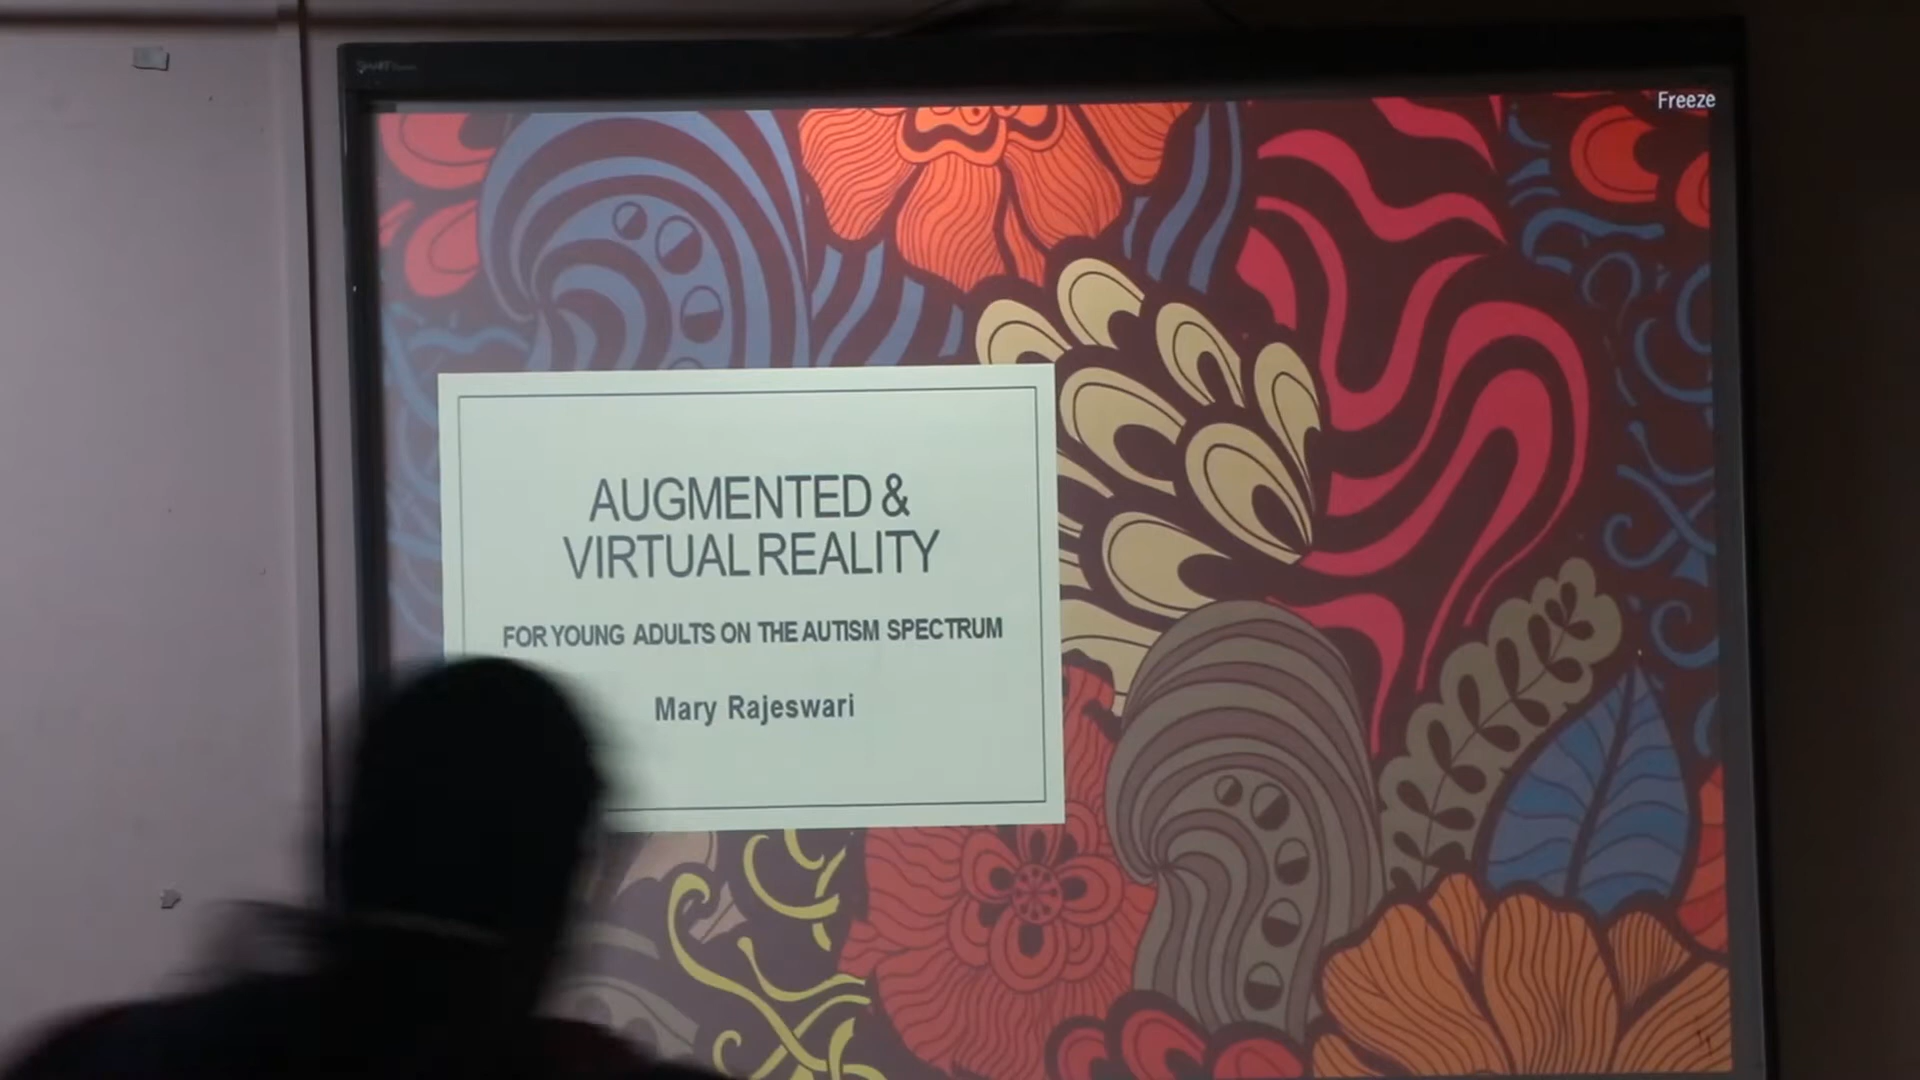 Freeze
AUGMENTED &
VIRTUAL REALITY
FOR YOUNG ADULTS ON THE AUTISM SPECTRUM
Mary Rajeswari